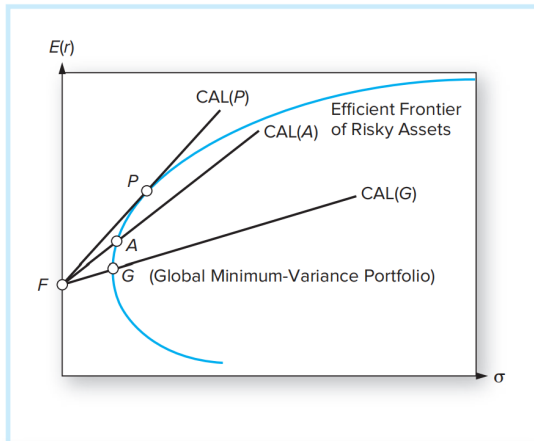 E(r)
CAL(P)
Efficient Frontier
of Risky Assets
CAL(A)
P
CAL(G)
A
G (Global Minimum-Variance Portfolio)
F
σ